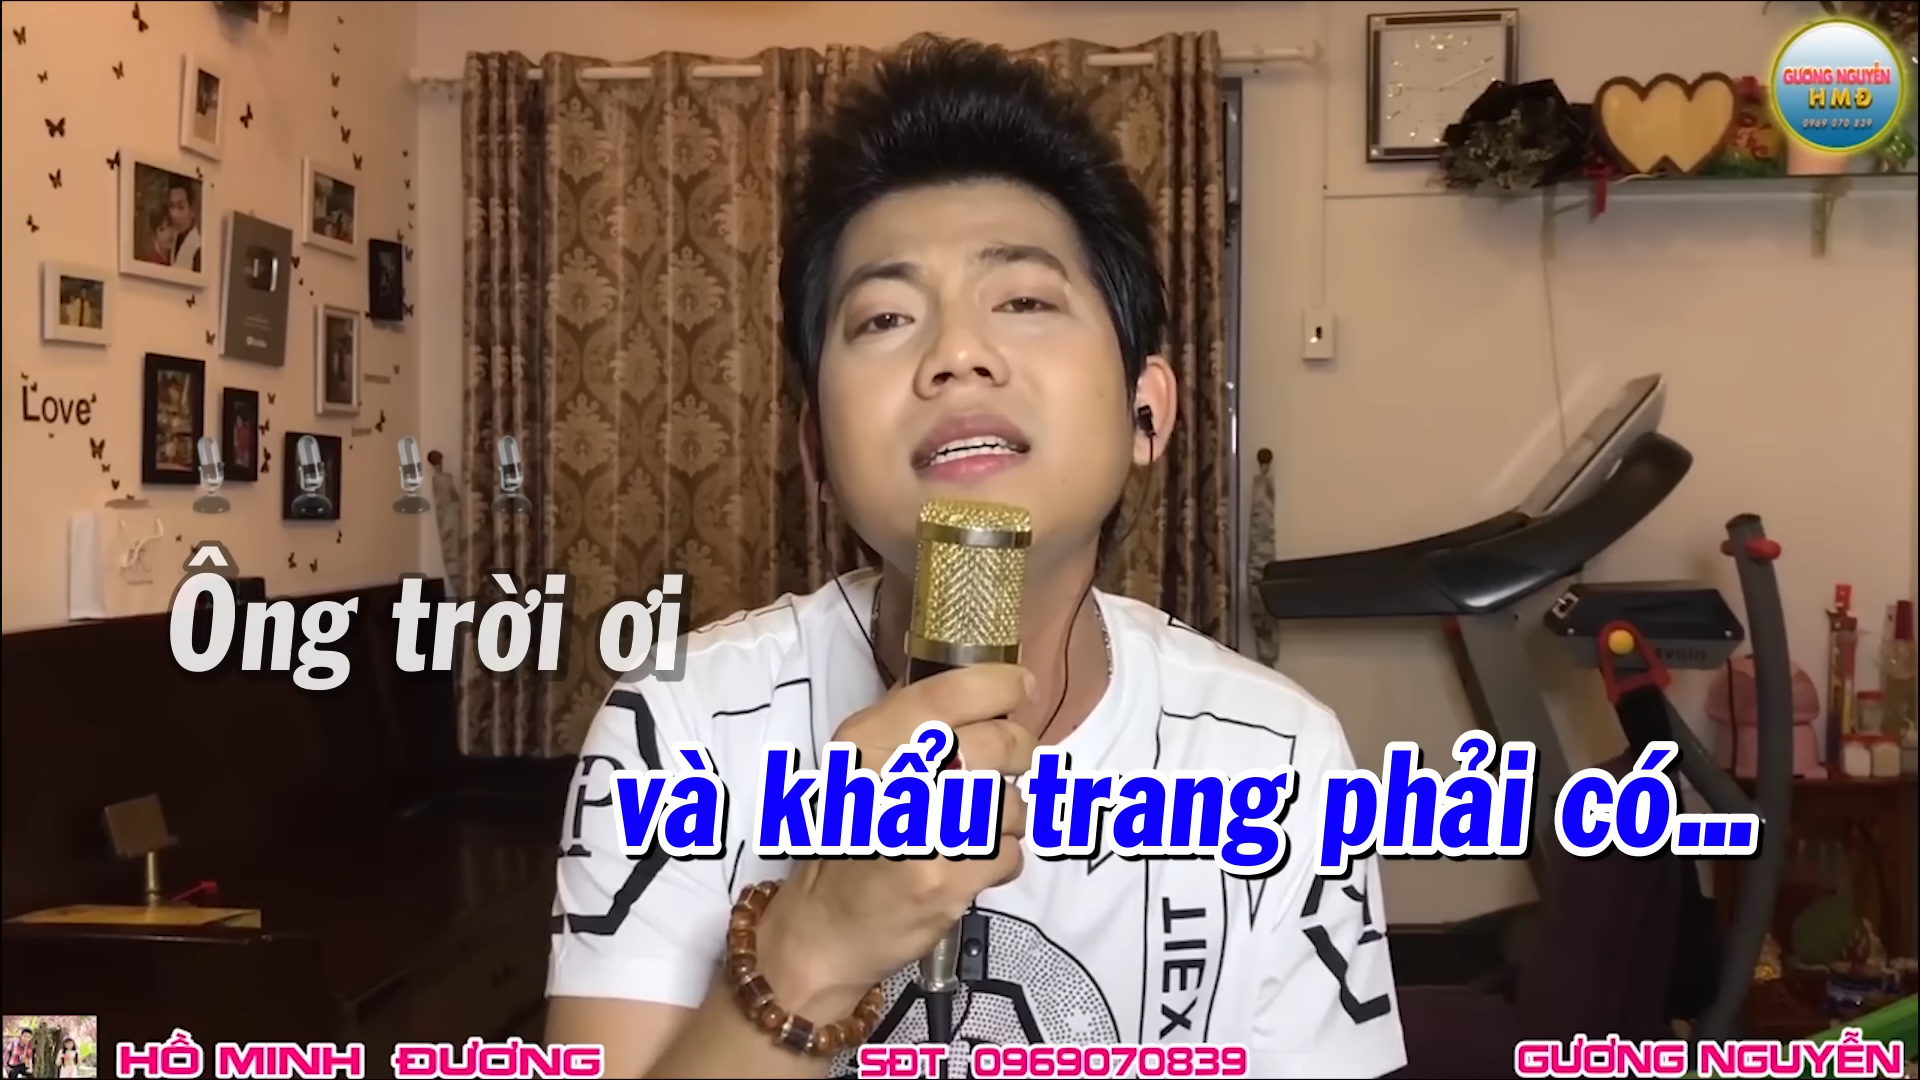 GƯƠNG NGUYỄN
HMĐ
0969 070 839
Love
Ông trời ơi
và khẩu trang phải có...
TIEX
HỒ MINH ĐƯƠNG
SĐT 0969070839
GƯƠNG NGUYỄN